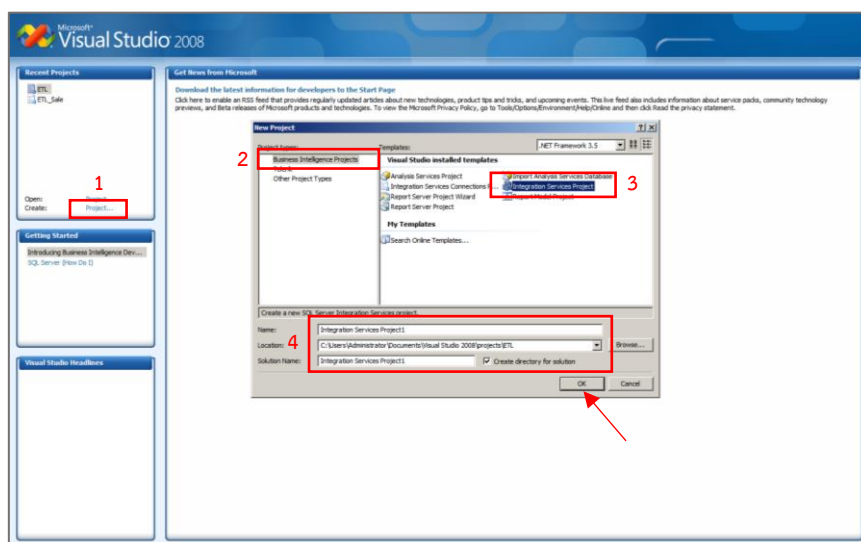 Microsoft
Visual Studio 2008
Recent Projects
ETL
ETL_Sale
1
Open: Project...
Create: Project...
Getting Started
Introducing Business Intelligence Dev...
SQL Server (How Do I)
Visual Studio Headlines
Get News from Microsoft
Download the latest information for developers to the Start Page
Click here to enable an RSS feed that provides regularly updated articles about new technologies, product tips and tricks, and upcoming events. This live feed also includes information about service packs, community technology
previews, and Beta releases of Microsoft products and technologies. To view the Microsoft Privacy Policy, go to Tools/Options/Environment/Help/Online and then click Read the privacy statement.
New Project
Project types:
2
Business Intelligence Projects
Other Project Types
Templates:
.NET Framework 3.5
Visual Studio installed templates
Analysis Services Project
Import Analysis Services Database
Integration Services Connections P...
Integration Services Project
3
Report Server Project Wizard
Report Model Project
Report Server Project
My Templates
Search Online Templates...
Create a new SQL Server Integration Services project.
Name: Integration Services Project1
4
Location: C:\Users\Administrator\Documents\Visual Studio 2008\projects\ETL
Browse...
Solution Name: Integration Services Project1
Create directory for solution
OK
Cancel